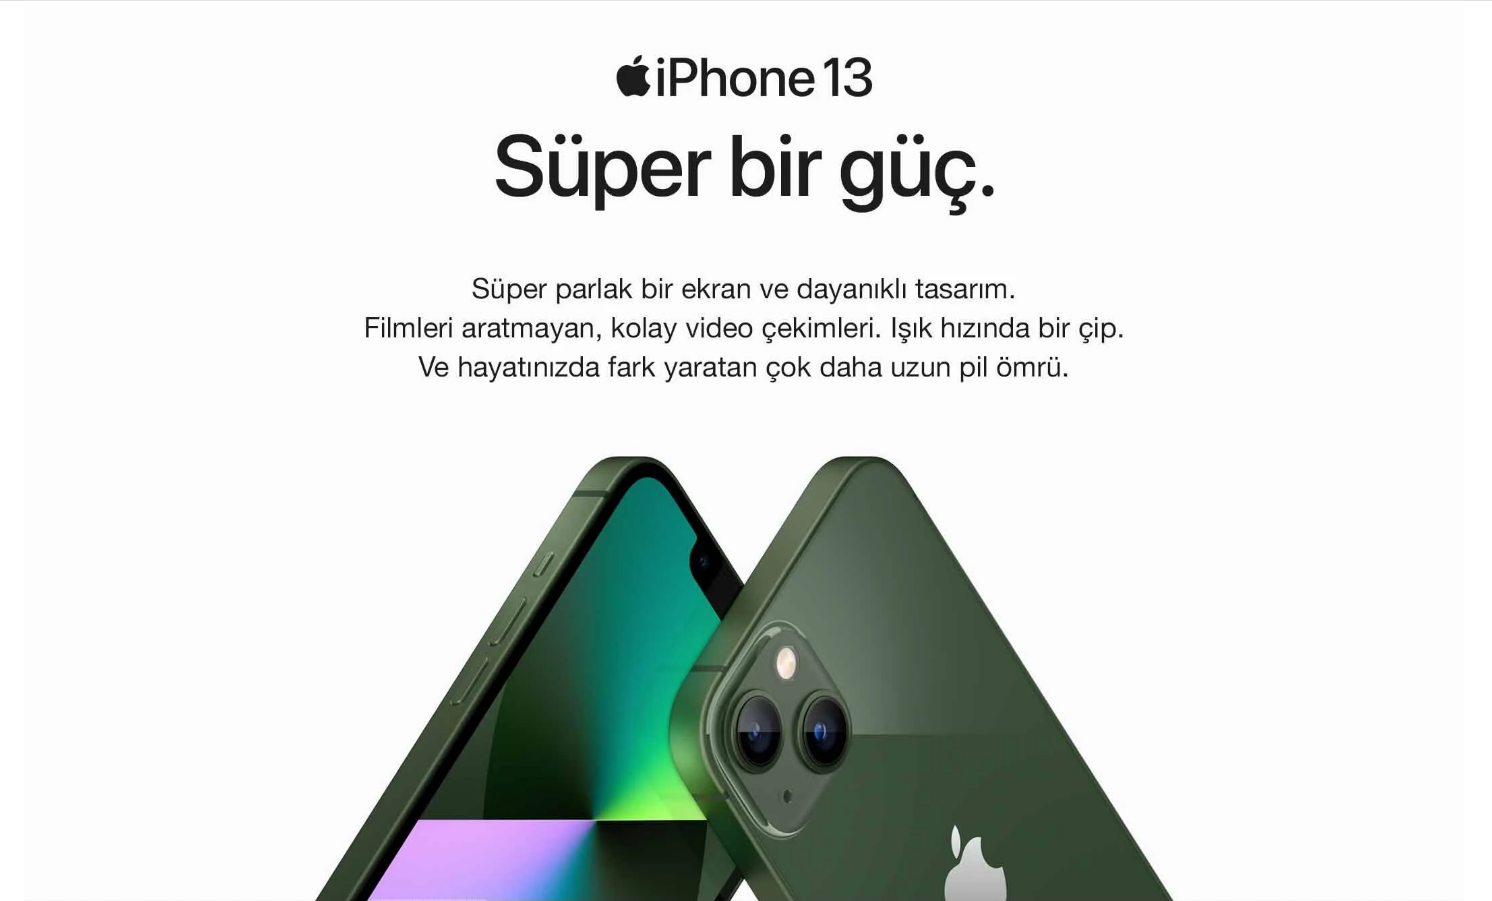 iPhone 13
Süper bir güç.
Süper parlak bir ekran ve dayanıklı tasarım.
Filmleri aratmayan, kolay video çekimleri. Işık hızında bir çip.
Ve hayatınızda fark yaratan çok daha uzun pil ömrü.